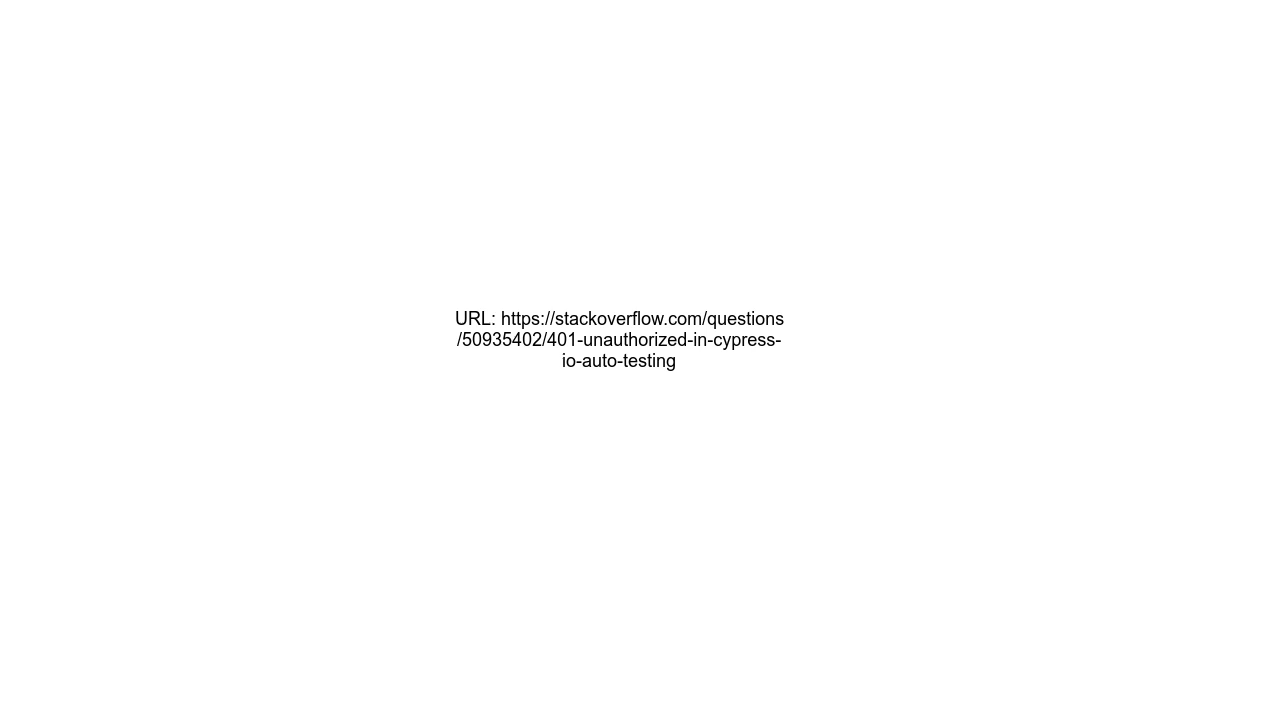 URL: https://stackoverflow.com/questions
/50935402/401-unauthorized-in-cypress-
io-auto-testing